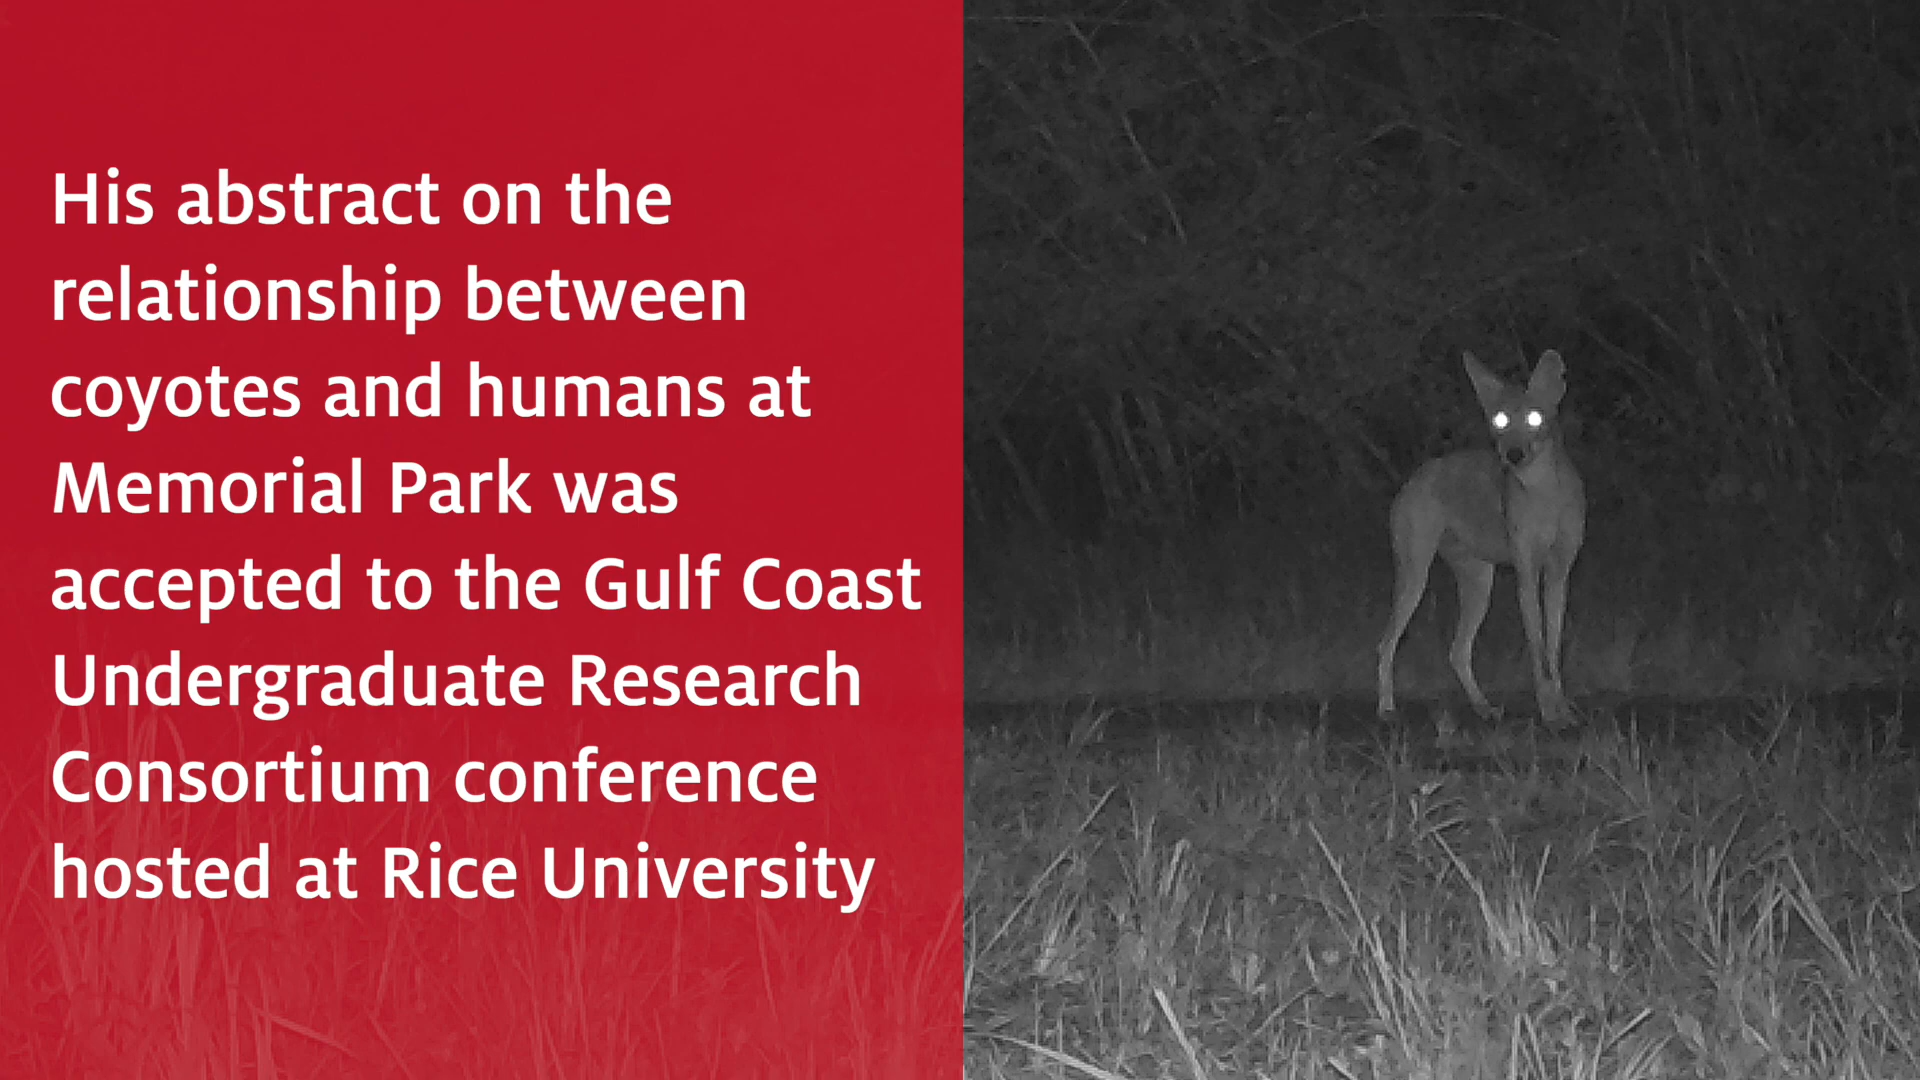 His abstract on the
relationship between
coyotes and humans at
Memorial Park was
accepted to the Gulf Coast
Undergraduate Research
Consortium conference
hosted at Rice University